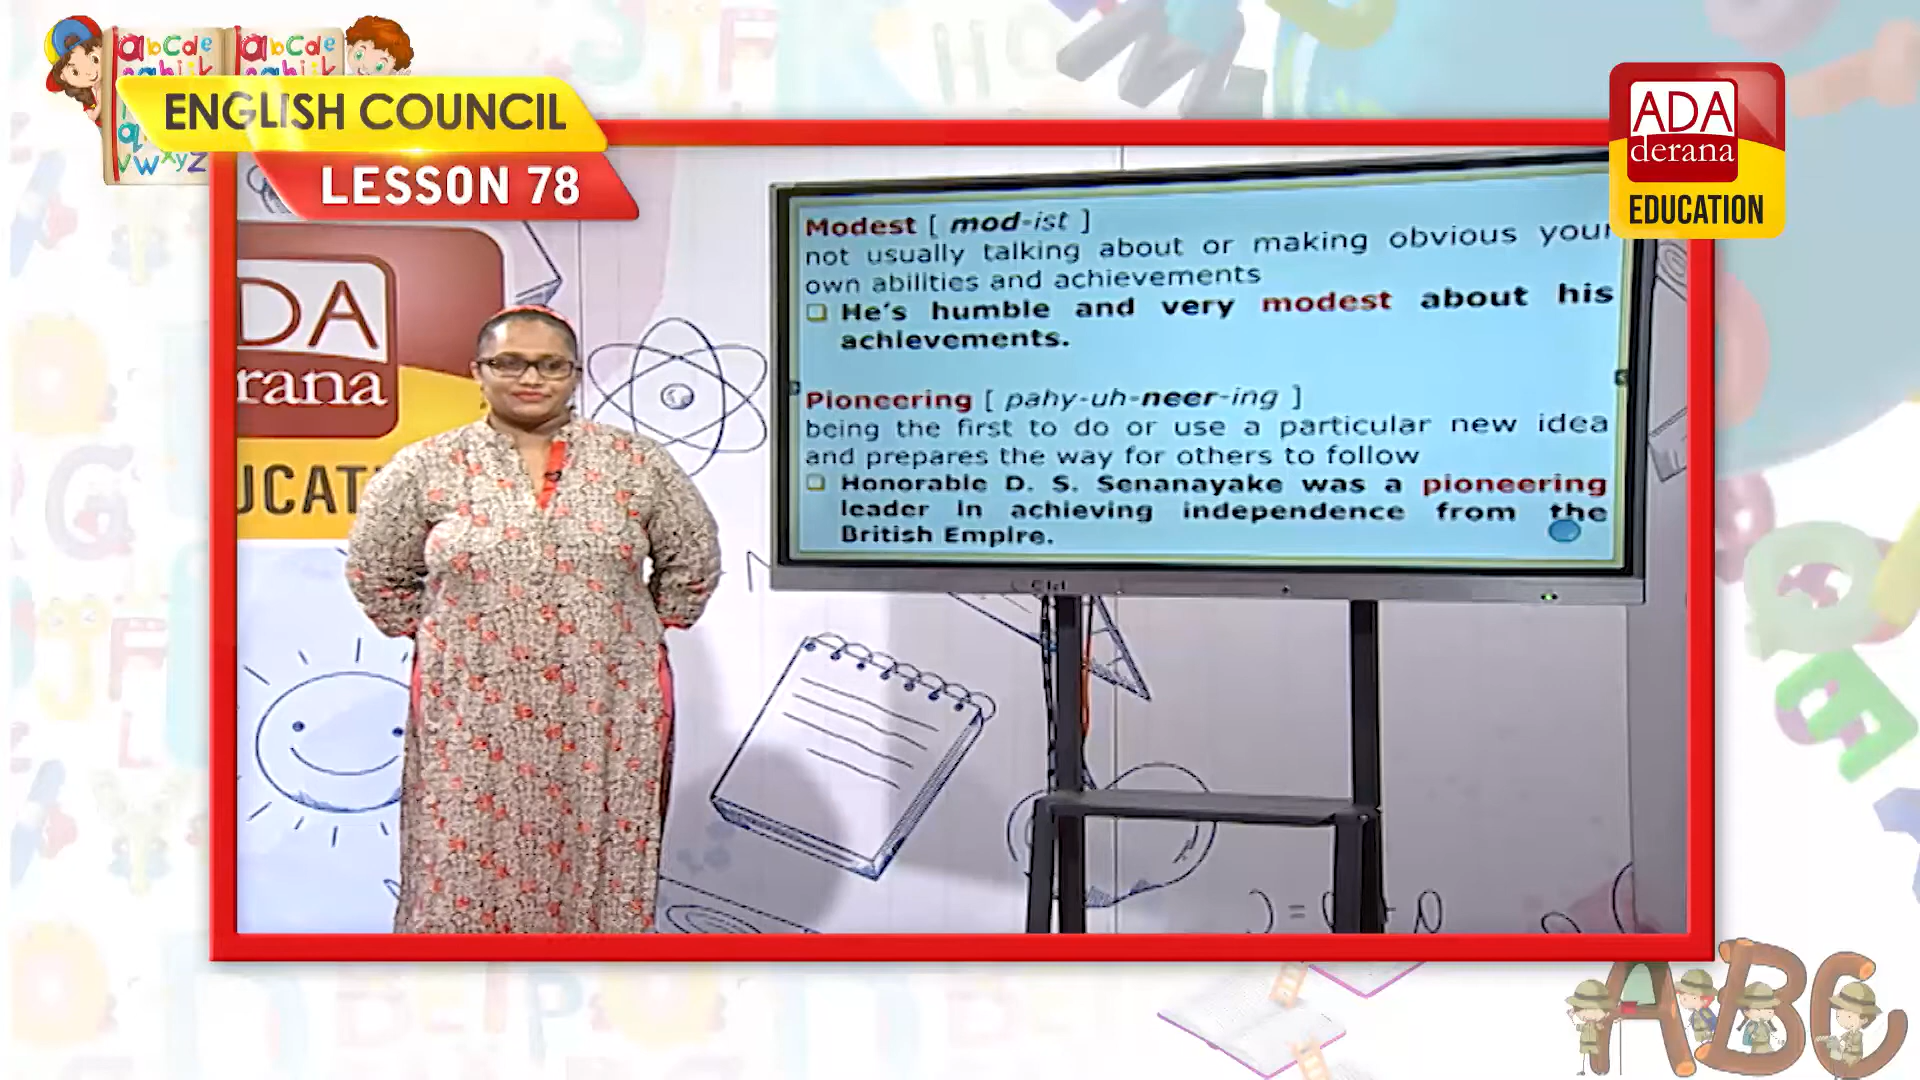 ENGLISH COUNCIL
LESSON 78
ADA
derana
EDUCATION
DA
rana
UCAT
Modest [ mod-ist ]
not usually talking about or making obvious your
own abilities and achievements
❑ He's humble and very modest about his
achievements.
Pioneering [ pahy-uh-neer-ing ]
being the first to do or use a particular new idea
and prepares the way for others to follow
❑ Honorable D. S. Senanayake was a pioneering
leader in achieving independence from the
British Empire.
ABC